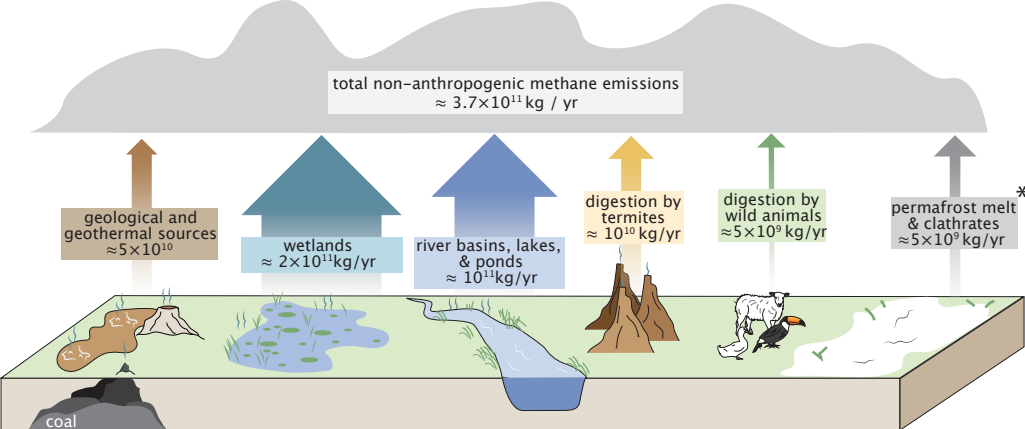 total non-anthropogenic methane emissions
≈ 3.7×10¹¹ kg / yr
geological and
geothermal sources
≈5×10¹⁰
wetlands
≈ 2×10¹¹kg/yr
river basins, lakes,
& ponds
≈ 10¹¹kg/yr
digestion by
termites
≈ 10¹⁰ kg/yr
digestion by
wild animals
≈5×10⁹ kg/yr
*
permafrost melt
& clathrates
≈5×10⁹ kg/yr
coal